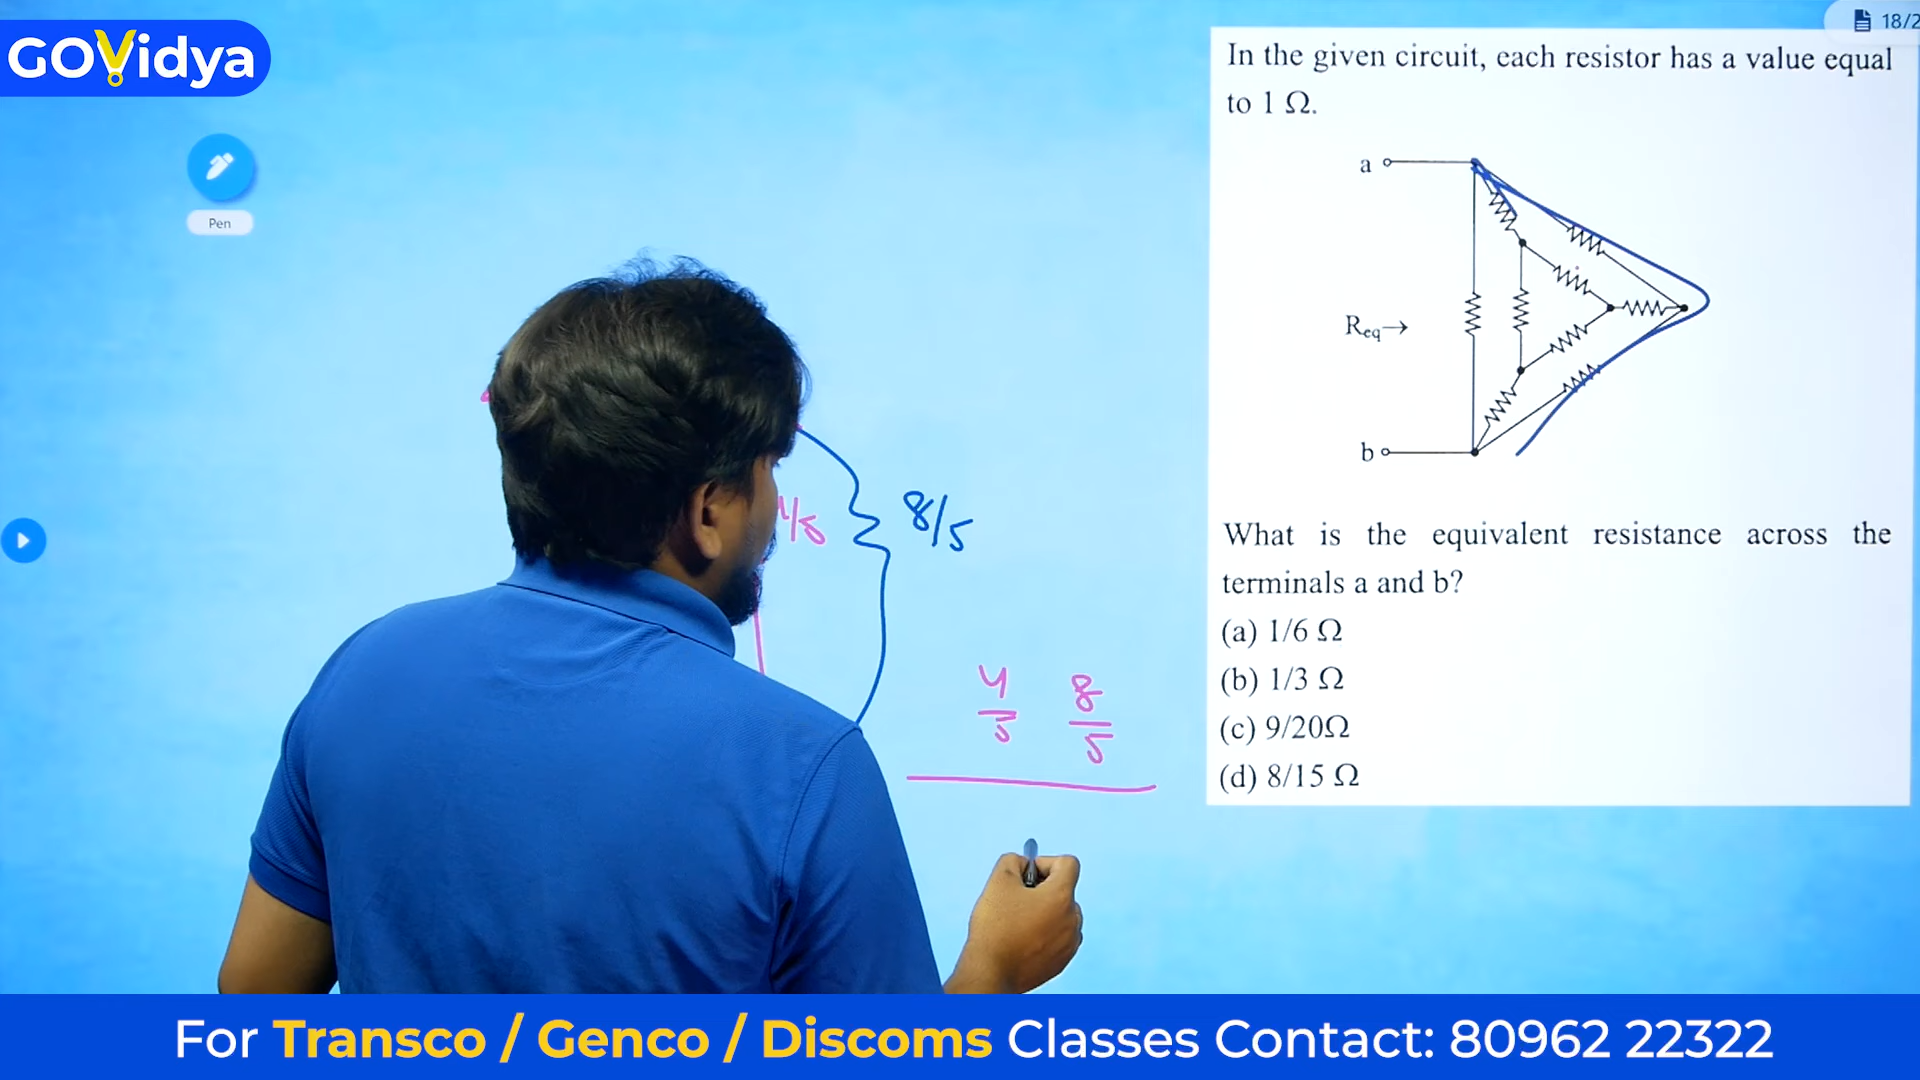 GOVidya
18/2
Pen
In the given circuit, each resistor has a value equal
to 1 Ω.
a
Req→
b
What is the equivalent resistance across the
terminals a and b?
(a) 1/6 Ω
(b) 1/3 Ω
(c) 9/20Ω
(d) 8/15 Ω
8/5
4/5 8/5
For Transco / Genco / Discoms Classes Contact: 80962 22322